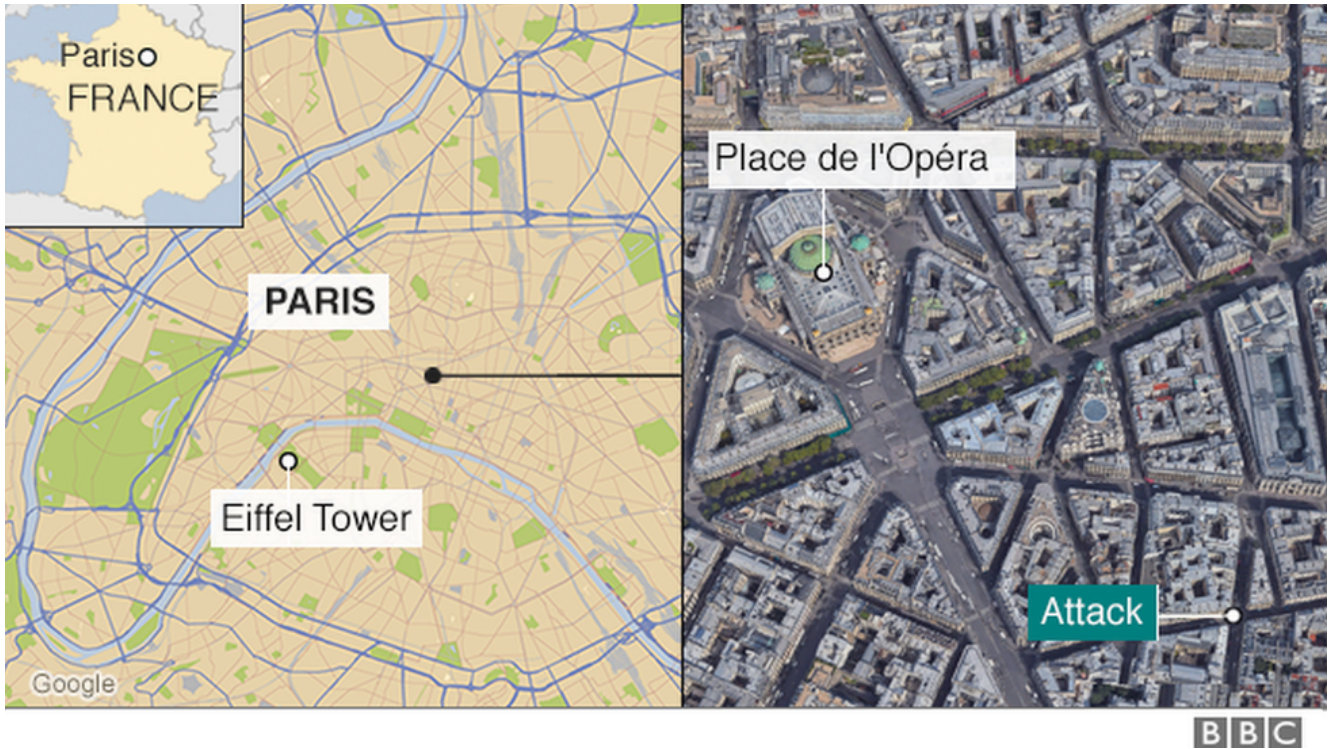 Paris
FRANCE
PARIS
Eiffel Tower
Google
Place de l'Opéra
Attack
BBC